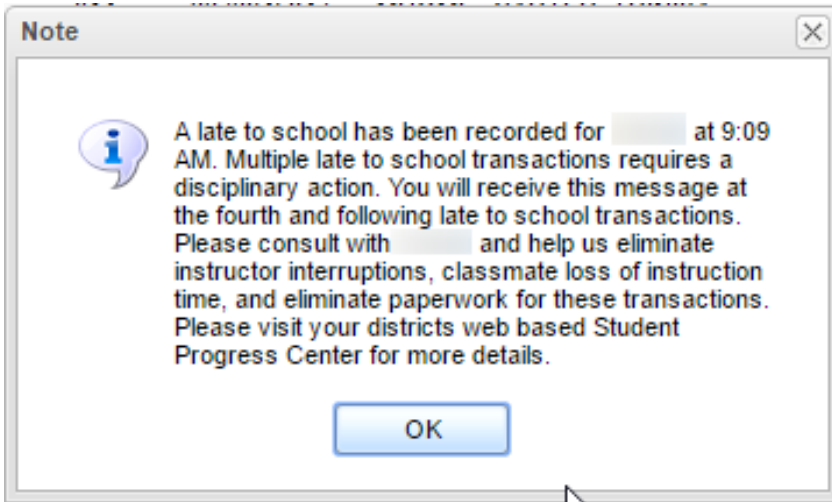 Note
A late to school has been recorded for at 9:09
AM. Multiple late to school transactions requires a
disciplinary action. You will receive this message at
the fourth and following late to school transactions.
Please consult with and help us eliminate
instructor interruptions, classmate loss of instruction
time, and eliminate paperwork for these transactions.
Please visit your districts web based Student
Progress Center for more details.
OK